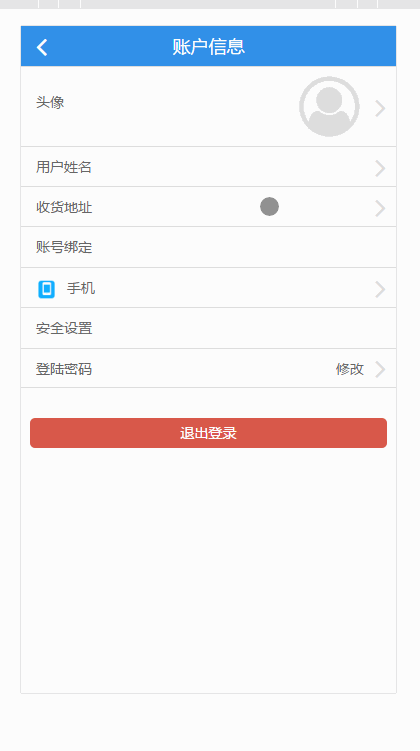 账户信息
头像
用户姓名
收货地址
账号绑定
手机
安全设置
登陆密码 修改
退出登录